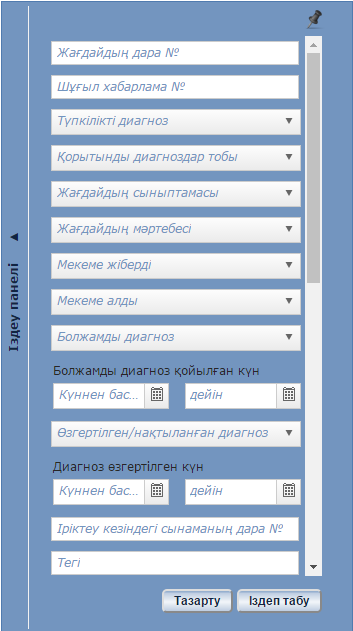 Іздеу панелі ▲
Жағдайдың дара №
Шұғыл хабарлама №
Түпкілікті диагноз
Қорытынды диагноздар тобы
Жағдайдың сыныптамасы
Жағдайдың мәртебесі
Мекеме жіберді
Мекеме алды
Болжамды диагноз
Болжамды диагноз қойылған күн
Күннен бас... дейін
Өзгертілген/нақтыланған диагноз
Диагноз өзгертілген күн
Күннен бас... дейін
Іріктеу кезіндегі сынаманың дара №
Тегі
Тазарту Іздеп табу